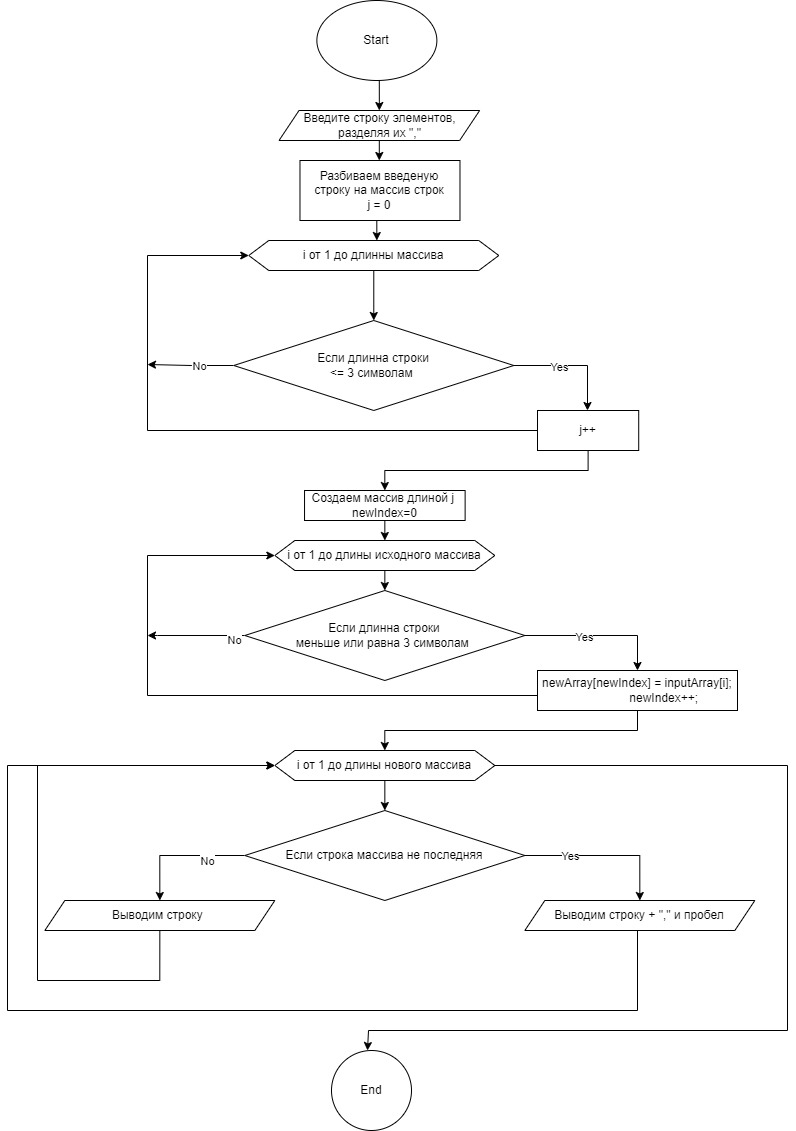 Start
Введите строку элементов,
разделяя их ","
Разбиваем введеную
строку на массив строк
j = 0
i от 1 до длинны массива
Если длинна строки
<= 3 символам
No
Yes
j++
Создаем массив длиной j
newIndex=0
i от 1 до длины исходного массива
Если длинна строки
меньше или равна 3 символам
No
Yes
newArray[newIndex] = inputArray[i];
newIndex++;
i от 1 до длины нового массива
Если строка массива не последняя
No
Yes
Выводим строку
Выводим строку + "," и пробел
End